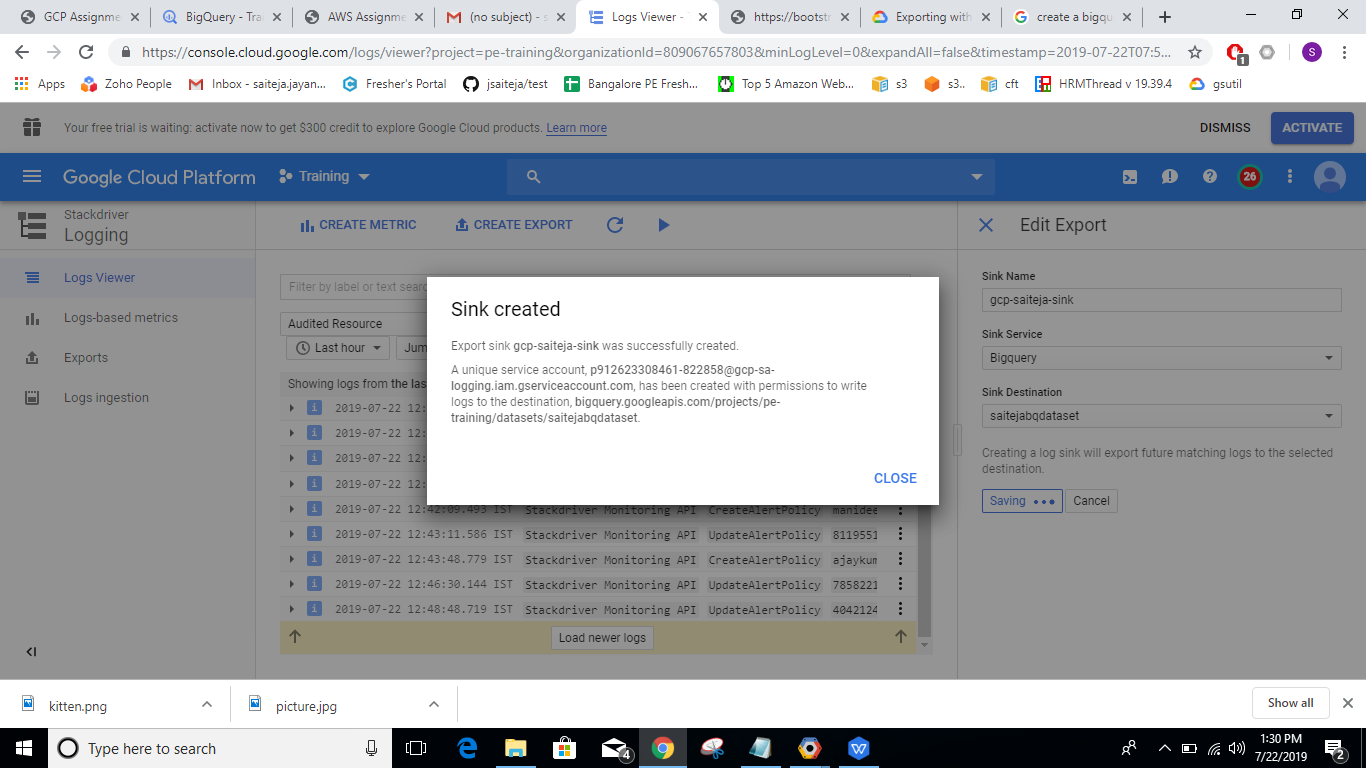 GCP Assignme
BigQuery - Tra
AWS Assignme
(no subject) - s
Logs Viewer - T
https://bootstr
Exporting with
create a bigqu
https://console.cloud.google.com/logs/viewer?project=pe-training&organizationId=809067657803&minLogLevel=0&expandAll=false&timestamp=2019-07-22T07:5...
1
S
Apps
Zoho People
Inbox - saiteja.jayan...
Fresher's Portal
jsaiteja/test
Bangalore PE Fresh...
Top 5 Amazon Web...
s3
s3..
cft
HRMThread v 19.39.4
gsutil
Your free trial is waiting: activate now to get $300 credit to explore Google Cloud products. Learn more
DISMISS
ACTIVATE
Google Cloud Platform
Training
26
Stackdriver
Logging
CREATE METRIC
CREATE EXPORT
Edit Export
Logs Viewer
Logs-based metrics
Exports
Logs ingestion
Filter by label or text searc
Audited Resource
Last hour
Jum
Showing logs from the las
2019-07-22 12:
2019-07-22 12:
2019-07-22 12:
2019-07-22 12:
2019-07-22 12:42:09.493 IST Stackdriver Monitoring API CreateAlertPolicy manidee
2019-07-22 12:43:11.586 IST Stackdriver Monitoring API UpdateAlertPolicy 8119551
2019-07-22 12:43:48.779 IST Stackdriver Monitoring API CreateAlertPolicy ajaykum
2019-07-22 12:46:30.144 IST Stackdriver Monitoring API UpdateAlertPolicy 7858221
2019-07-22 12:48:48.719 IST Stackdriver Monitoring API UpdateAlertPolicy 4042124
Load newer logs
Sink created
Export sink gcp-saiteja-sink was successfully created.
A unique service account, p912623308461-822858@gcp-sa-
logging.iam.gserviceaccount.com, has been created with permissions to write
logs to the destination, bigquery.googleapis.com/projects/pe-
training/datasets/saitejabqdataset.
CLOSE
Sink Name
gcp-saiteja-sink
Sink Service
Bigquery
Sink Destination
saitejabqdataset
Creating a log sink will export future matching logs to the selected
destination.
Saving
Cancel
kitten.png
picture.jpg
Show all
Type here to search
4
1:30 PM
7/22/2019
2